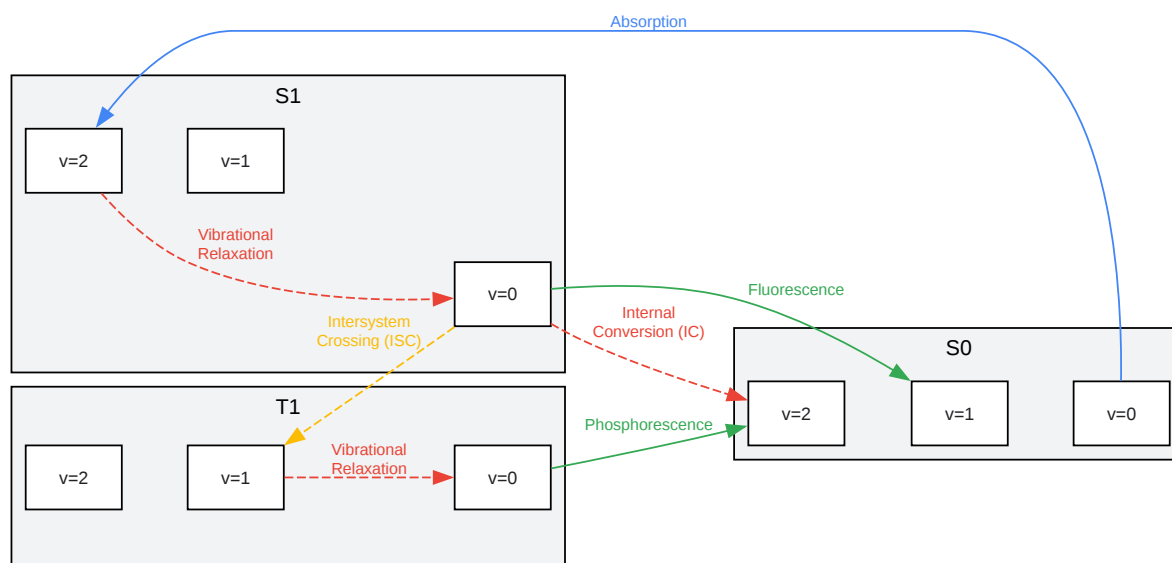 Absorption
S1
v=2
v=1
Vibrational
Relaxation
v=0
Fluorescence
Intersystem
Crossing (ISC)
Internal
Conversion (IC)
S0
v=2
v=1
v=0
T1
Phosphorescence
v=2
v=1
Vibrational
Relaxation
v=0